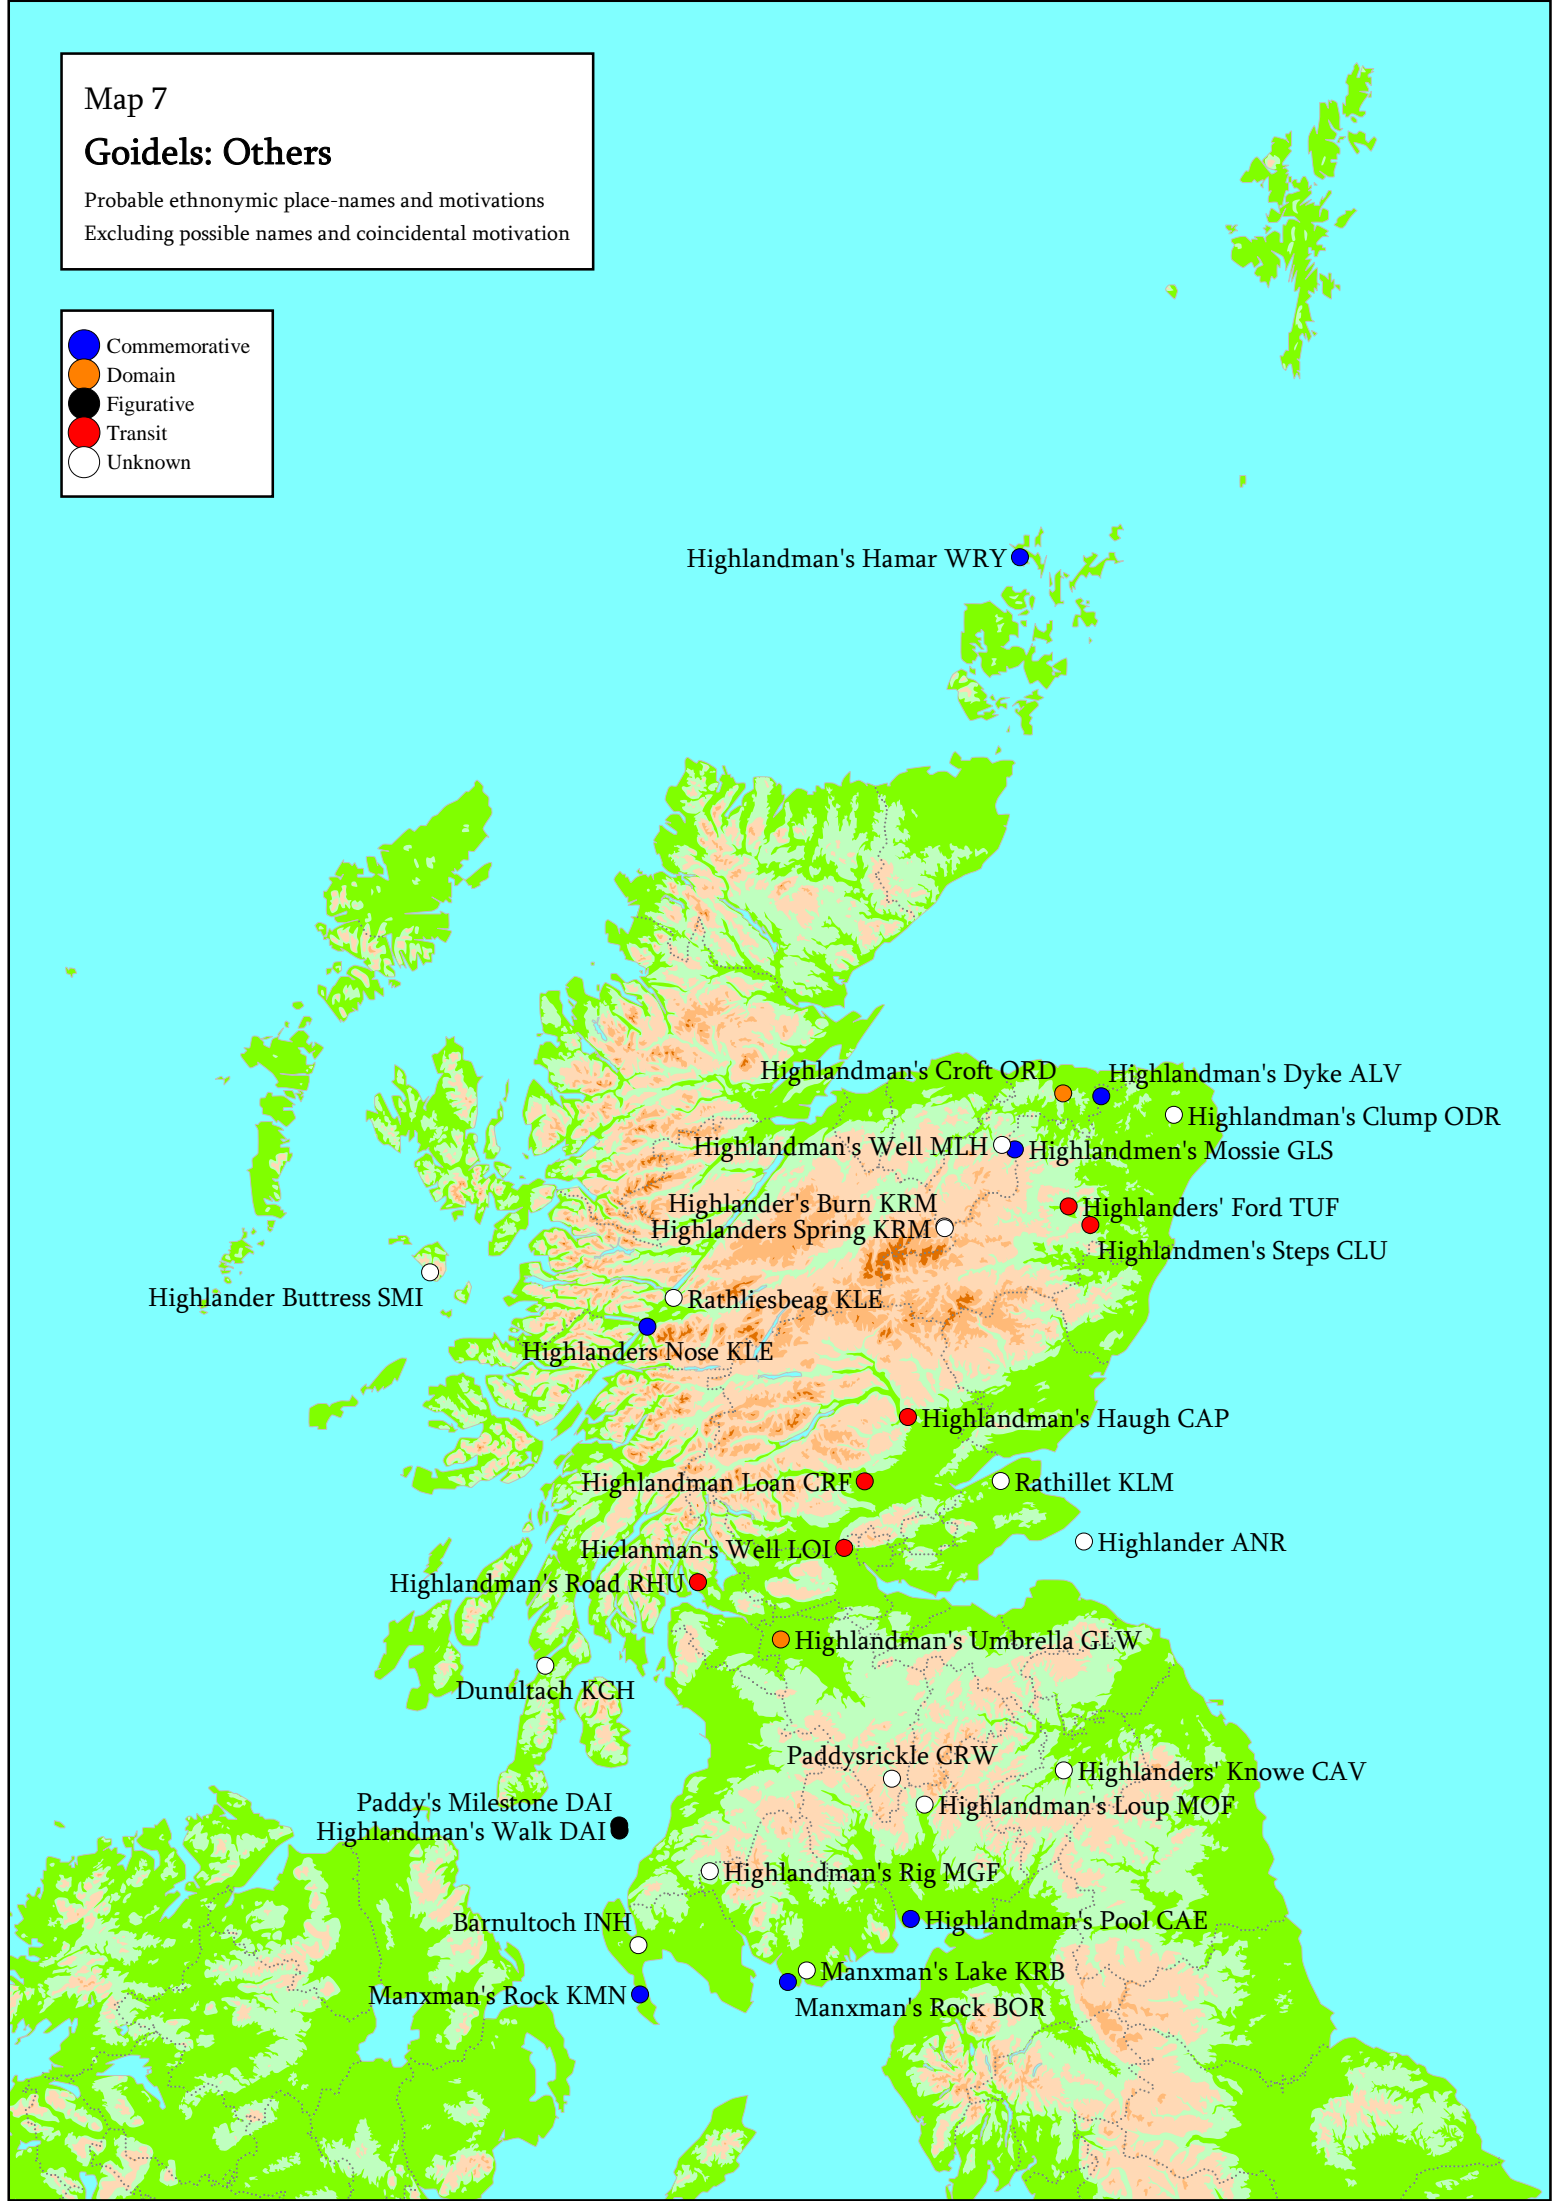 Map 7
Goidels: Others
Probable ethnonymic place-names and motivations
Excluding possible names and coincidental motivation
Commemorative
Domain
Figurative
Transit
Unknown
Highlandman's Hamar WRY
Highlandman's Croft ORD
Highlandman's Dyke ALV
Highlandman's Clump ODR
Highlandman's Well MLH
Highlandmen's Mossie GLS
Highlander's Burn KRM
Highlanders' Ford TUF
Highlanders Spring KRM
Highlandmen's Steps CLU
Highlander Buttress SMI
Rathliesbeag KLE
Highlanders Nose KLE
Highlandman's Haugh CAP
Highlandman Loan CRF
Rathillet KLM
Highlander ANR
Hielanman's Well LOI
Highlandman's Road RHU
Highlandman's Umbrella GLW
Dunultach KCH
Paddysrickle CRW
Highlanders' Knowe CAV
Paddy's Milestone DAI
Highlandman's Loup MOF
Highlandman's Walk DAI
Highlandman's Rig MGF
Barnultoch INH
Highlandman's Pool CAE
Manxman's Lake KRB
Manxman's Rock KMN
Manxman's Rock BOR